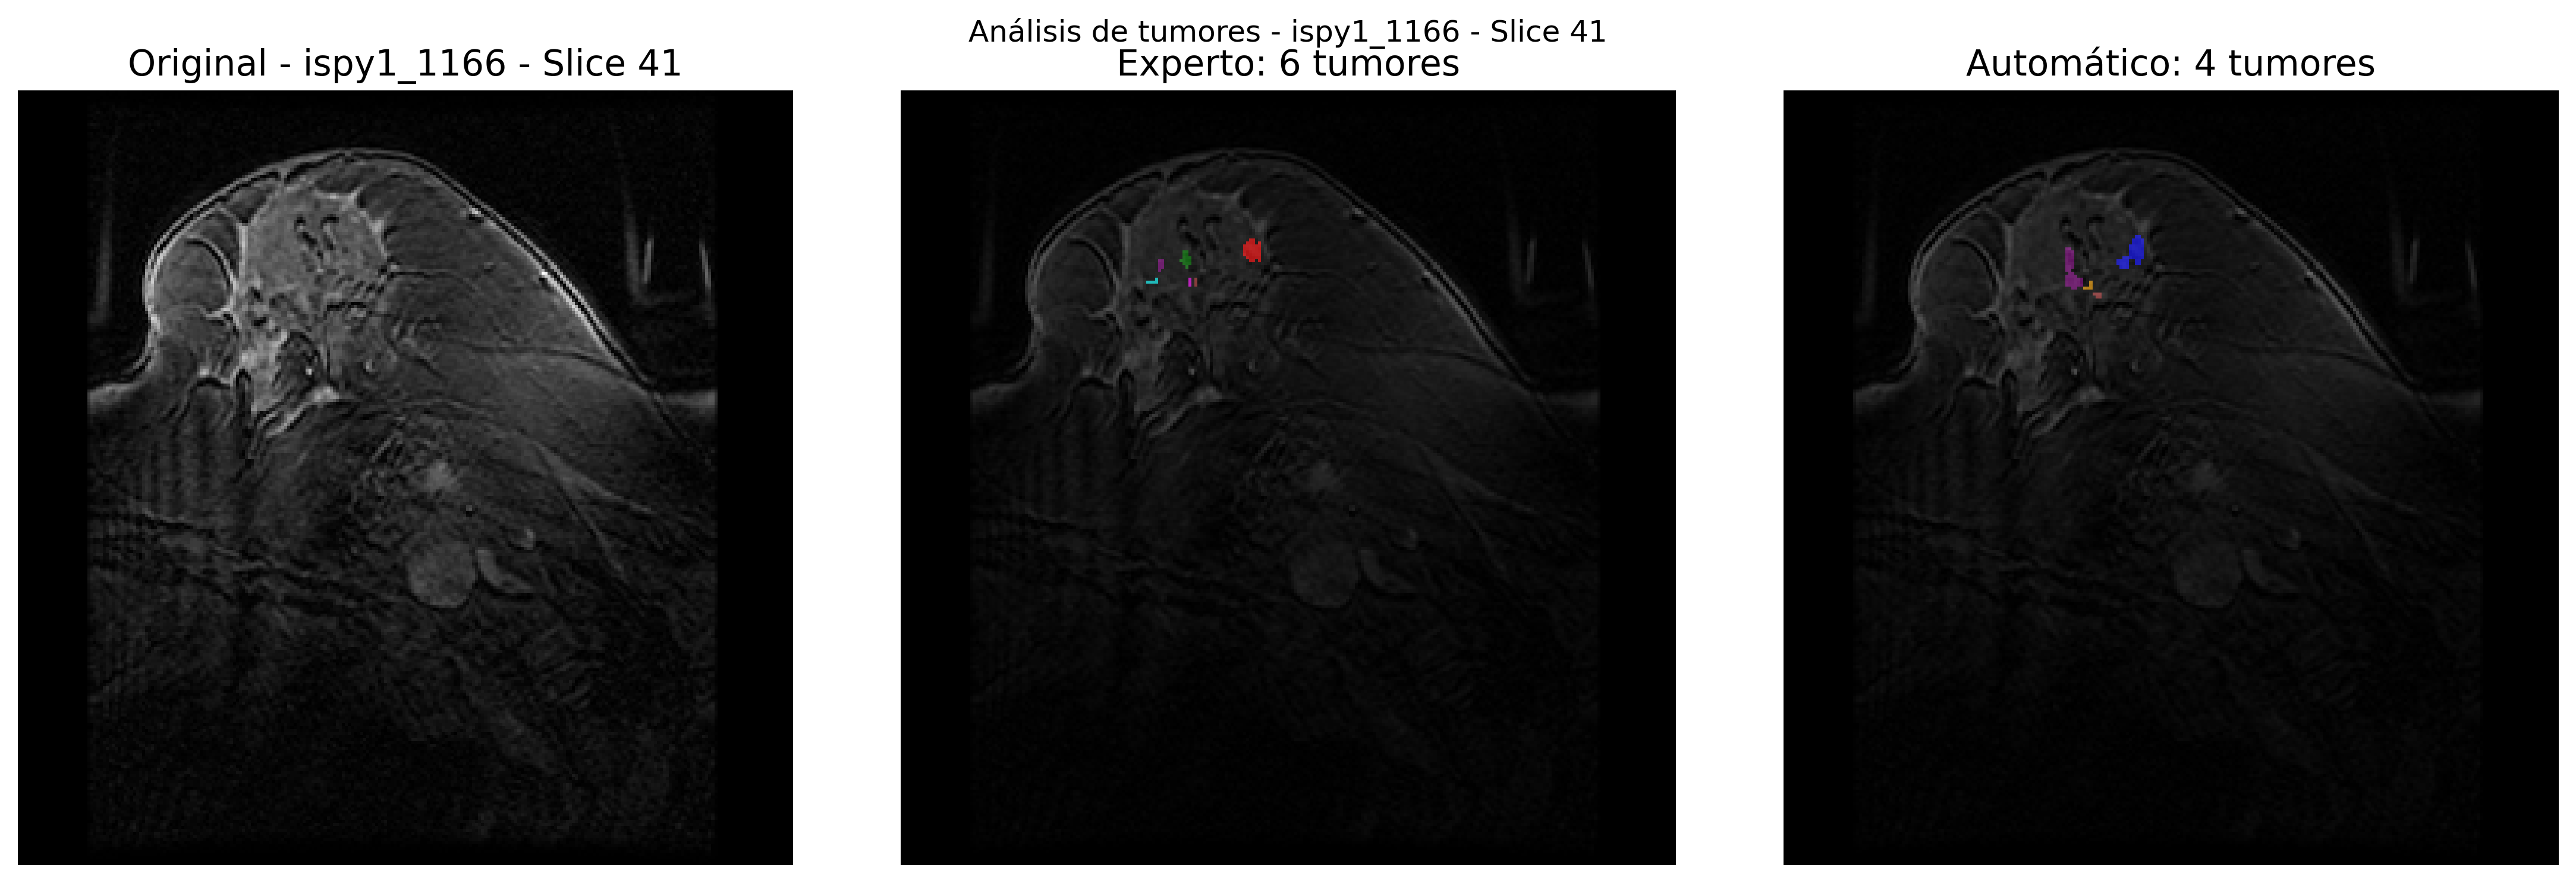 Análisis de tumores - ispy1_1166 - Slice 41
Original - ispy1_1166 - Slice 41
Experto: 6 tumores
Automático: 4 tumores